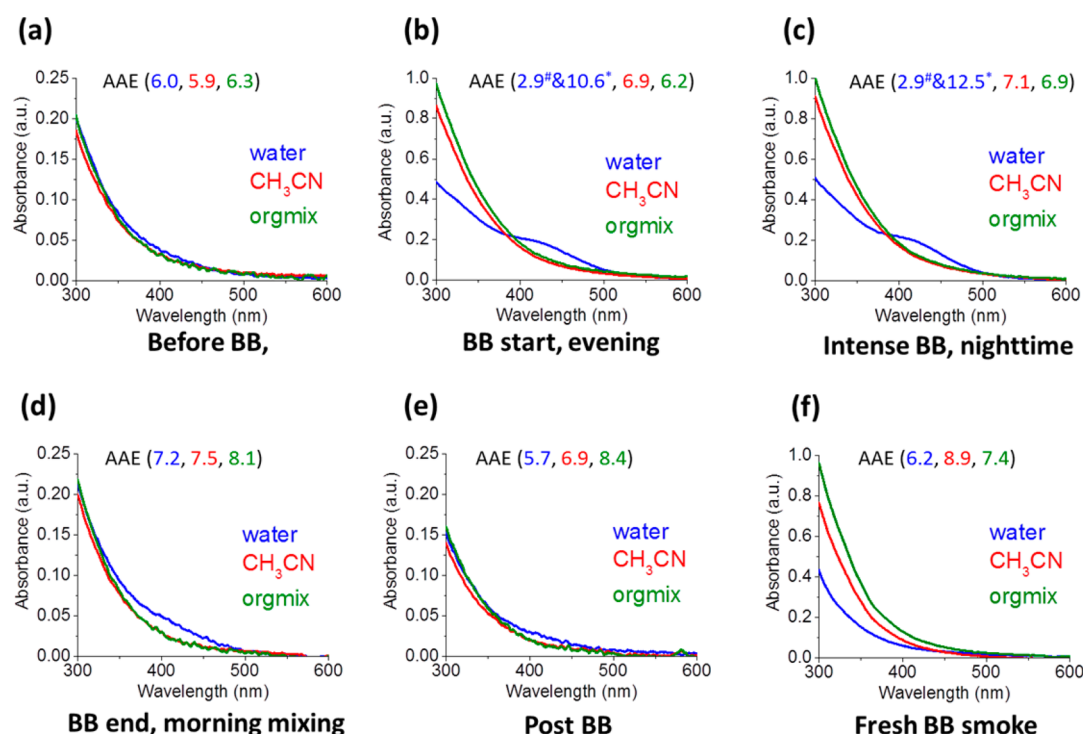 (a)
AAE (6.0, 5.9, 6.3)
0.25
0.20
0.15
0.10
0.05
0.00
Absorbance (a.u.)
water
CH₃CN
orgmix
300 400 500 600
Wavelength (nm)
Before BB,
(b)
AAE (2.9#&10.6*, 6.9, 6.2)
1.0
0.8
0.6
0.4
0.2
0.0
Absorbance (a.u.)
water
CH₃CN
orgmix
300 400 500 600
Wavelength (nm)
BB start, evening
(c)
AAE (2.9#&12.5*, 7.1, 6.9)
1.0
0.8
0.6
0.4
0.2
0.0
Absorbance (a.u.)
water
CH₃CN
orgmix
300 400 500 600
Wavelength (nm)
Intense BB, nighttime
(d)
AAE (7.2, 7.5, 8.1)
0.25
0.20
0.15
0.10
0.05
0.00
Absorbance (a.u.)
water
CH₃CN
orgmix
300 400 500 600
Wavelength (nm)
BB end, morning mixing
(e)
AAE (5.7, 6.9, 8.4)
0.25
0.20
0.15
0.10
0.05
0.00
Absorbance (a.u.)
water
CH₃CN
orgmix
300 400 500 600
Wavelength (nm)
Post BB
(f)
AAE (6.2, 8.9, 7.4)
1.0
0.8
0.6
0.4
0.2
0.0
Absorbance (a.u.)
water
CH₃CN
orgmix
300 400 500 600
Wavelength (nm)
Fresh BB smoke